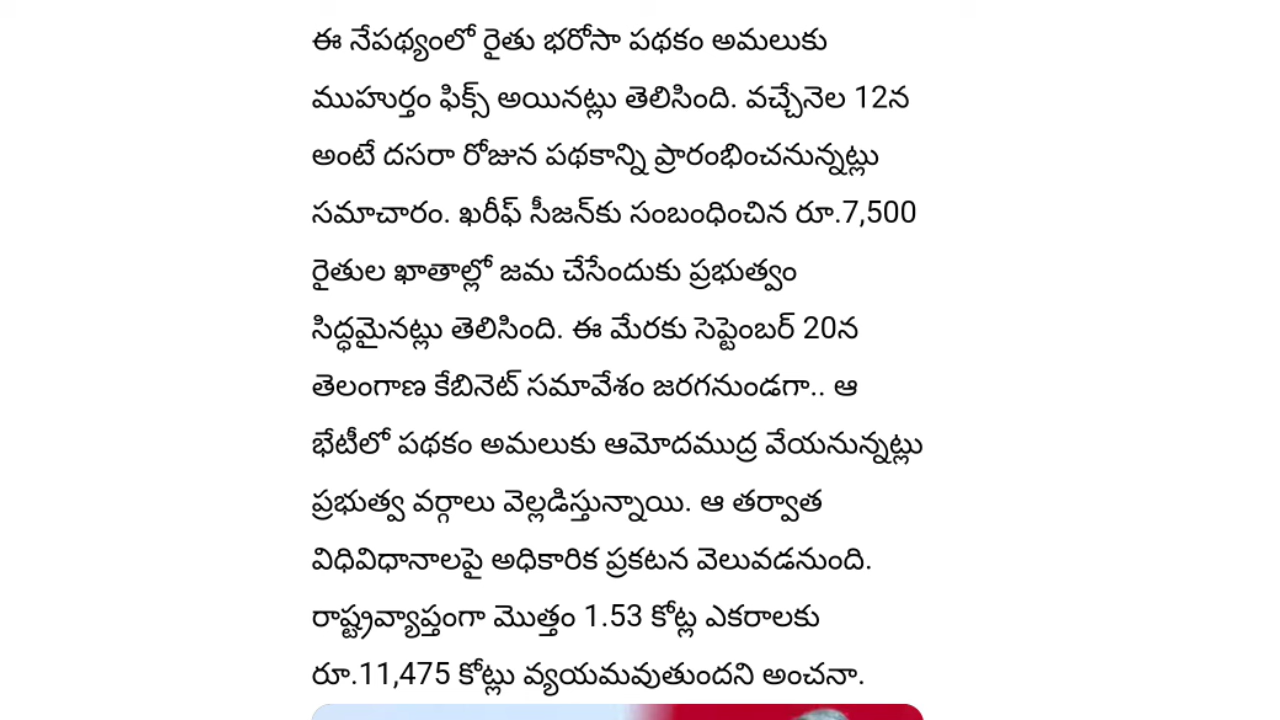 ఈ నేపథ్యంలో రైతు భరోసా పథకం అమలుకు
ముహుర్తం ఫిక్స్ అయినట్లు తెలిసింది. వచ్చేనెల 12న
అంటే దసరా రోజున పథకాన్ని ప్రారంభించనున్నట్లు
సమాచారం. ఖరీఫ్ సీజన్‌కు సంబంధించిన రూ.7,500
రైతుల ఖాతాల్లో జమ చేసేందుకు ప్రభుత్వం
సిద్ధమైనట్లు తెలిసింది. ఈ మేరకు సెప్టెంబర్ 20న
తెలంగాణ కేబినెట్ సమావేశం జరగనుండగా.. ఆ
భేటీలో పథకం అమలుకు ఆమోదముద్ర వేయనున్నట్లు
ప్రభుత్వ వర్గాలు వెల్లడిస్తున్నాయి. ఆ తర్వాత
విధివిధానాలపై అధికారిక ప్రకటన వెలువడనుంది.
రాష్ట్రవ్యాప్తంగా మొత్తం 1.53 కోట్ల ఎకరాలకు
రూ.11,475 కోట్లు వ్యయమవుతుందని అంచనా.